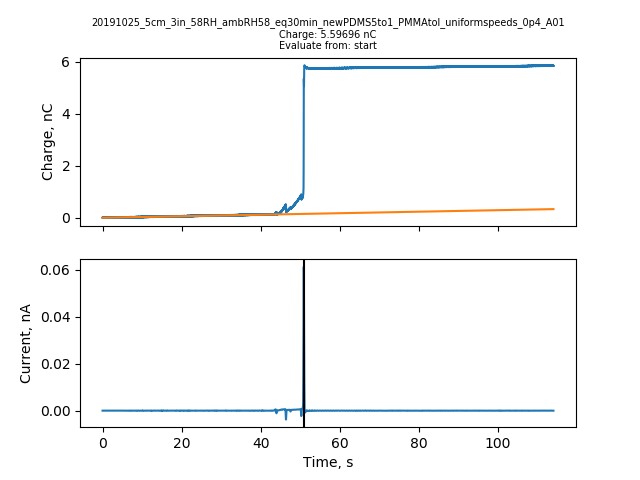 20191025_5cm_3in_58RH_ambRH58_eq30min_newPDMS5to1_PMMAtol_uniformspeeds_0p4_A01
Charge: 5.59696 nC
Evaluate from: start
6
4
2
0
Charge, nC
0.06
0.04
0.02
0.00
Current, nA
0
20
40
60
80
100
Time, s